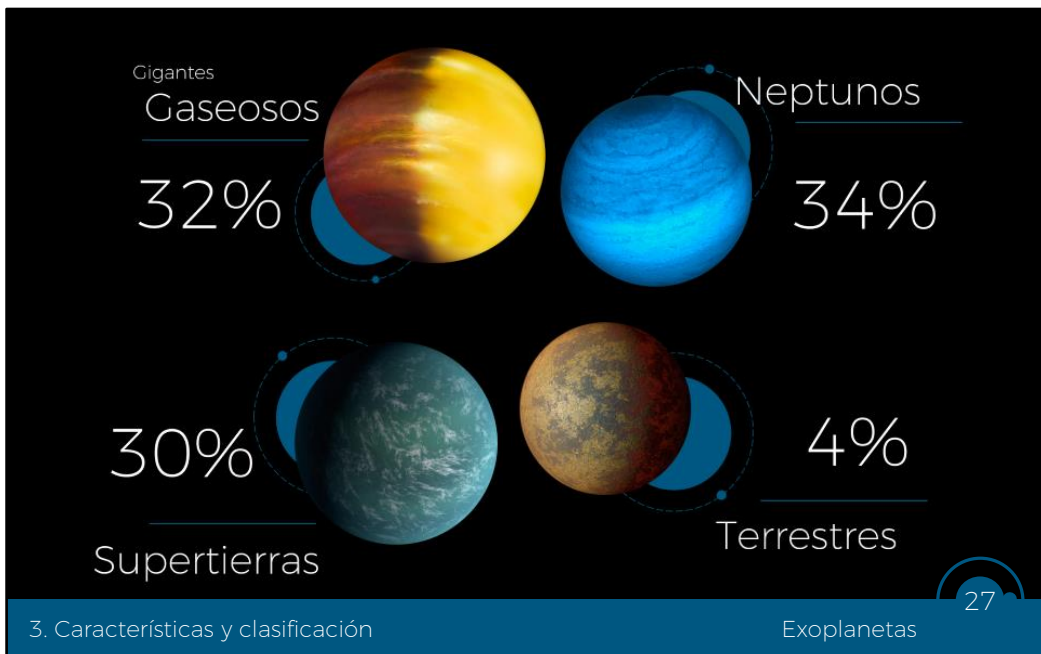 Gigantes
Gaseosos
32%
Neptunos
34%
30%
Supertierras
4%
Terrestres
27
3. Características y clasificación
Exoplanetas